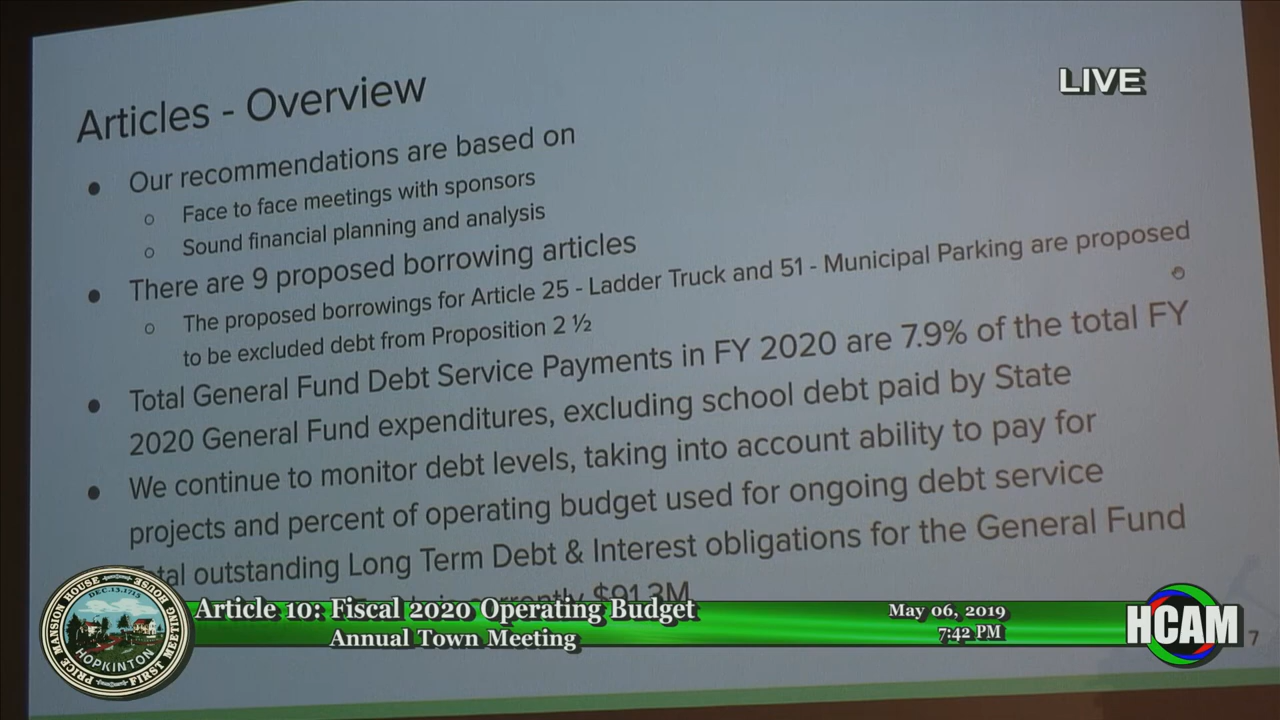 Articles - Overview
LIVE
● Our recommendations are based on
○ Face to face meetings with sponsors
○ Sound financial planning and analysis
● There are 9 proposed borrowing articles
○ The proposed borrowings for Article 25 - Ladder Truck and 51 - Municipal Parking are proposed
to be excluded debt from Proposition 2 ½
● Total General Fund Debt Service Payments in FY 2020 are 7.9% of the total FY
2020 General Fund expenditures, excluding school debt paid by State
● We continue to monitor debt levels, taking into account ability to pay for
projects and percent of operating budget used for ongoing debt service
outstanding Long Term Debt & Interest obligations for the General Fund
$91.3M
7
Article 10: Fiscal 2020 Operating Budget
Annual Town Meeting
May 06, 2019
7:42 PM
HCAM
PRICE MANSION HOUSE
FIRST MEETING HOUSE
DEC.13.1715
HOPKINTON